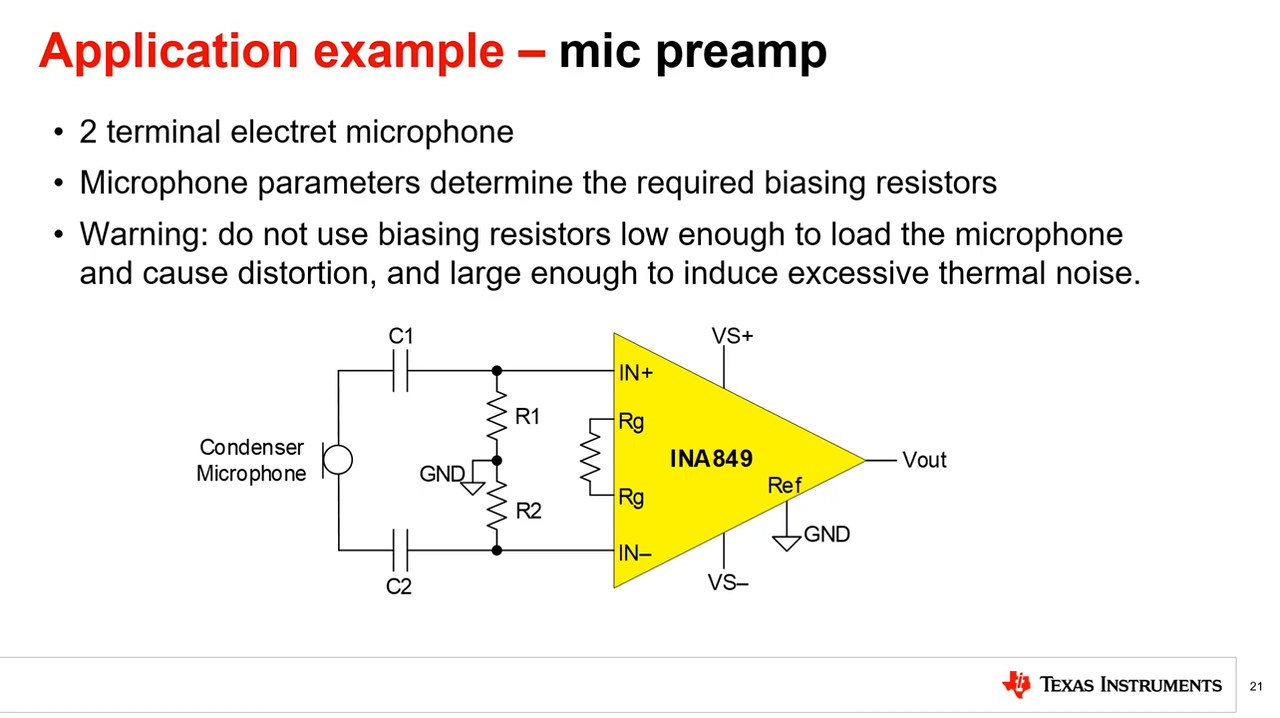 Application example – mic preamp
• 2 terminal electret microphone
• Microphone parameters determine the required biasing resistors
• Warning: do not use biasing resistors low enough to load the microphone
and cause distortion, and large enough to induce excessive thermal noise.
C1
VS+
IN+
R1
Rg
Condenser
Microphone
GND
INA849
Vout
Ref
Rg
R2
GND
IN–
C2
VS–
TEXAS INSTRUMENTS
21